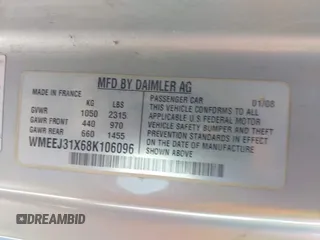 MFD BY DAIMLER AG
MADE IN FRANCE
KG LBS
GVWR 1050 2315
GAWR FRONT 440 970
GAWR REAR 660 1455
WMEEJ31X68K106096
PASSENGER CAR 01/08
THIS VEHICLE CONFORMS TO ALL
APPLICABLE U.S. FEDERAL MOTOR
VEHICLE SAFETY, BUMPER, AND
THEFT PREVENTION STANDARDS
IN EFFECT ON THE DATE OF
MANUFACTURE SHOWN ABOVE
WIREBID